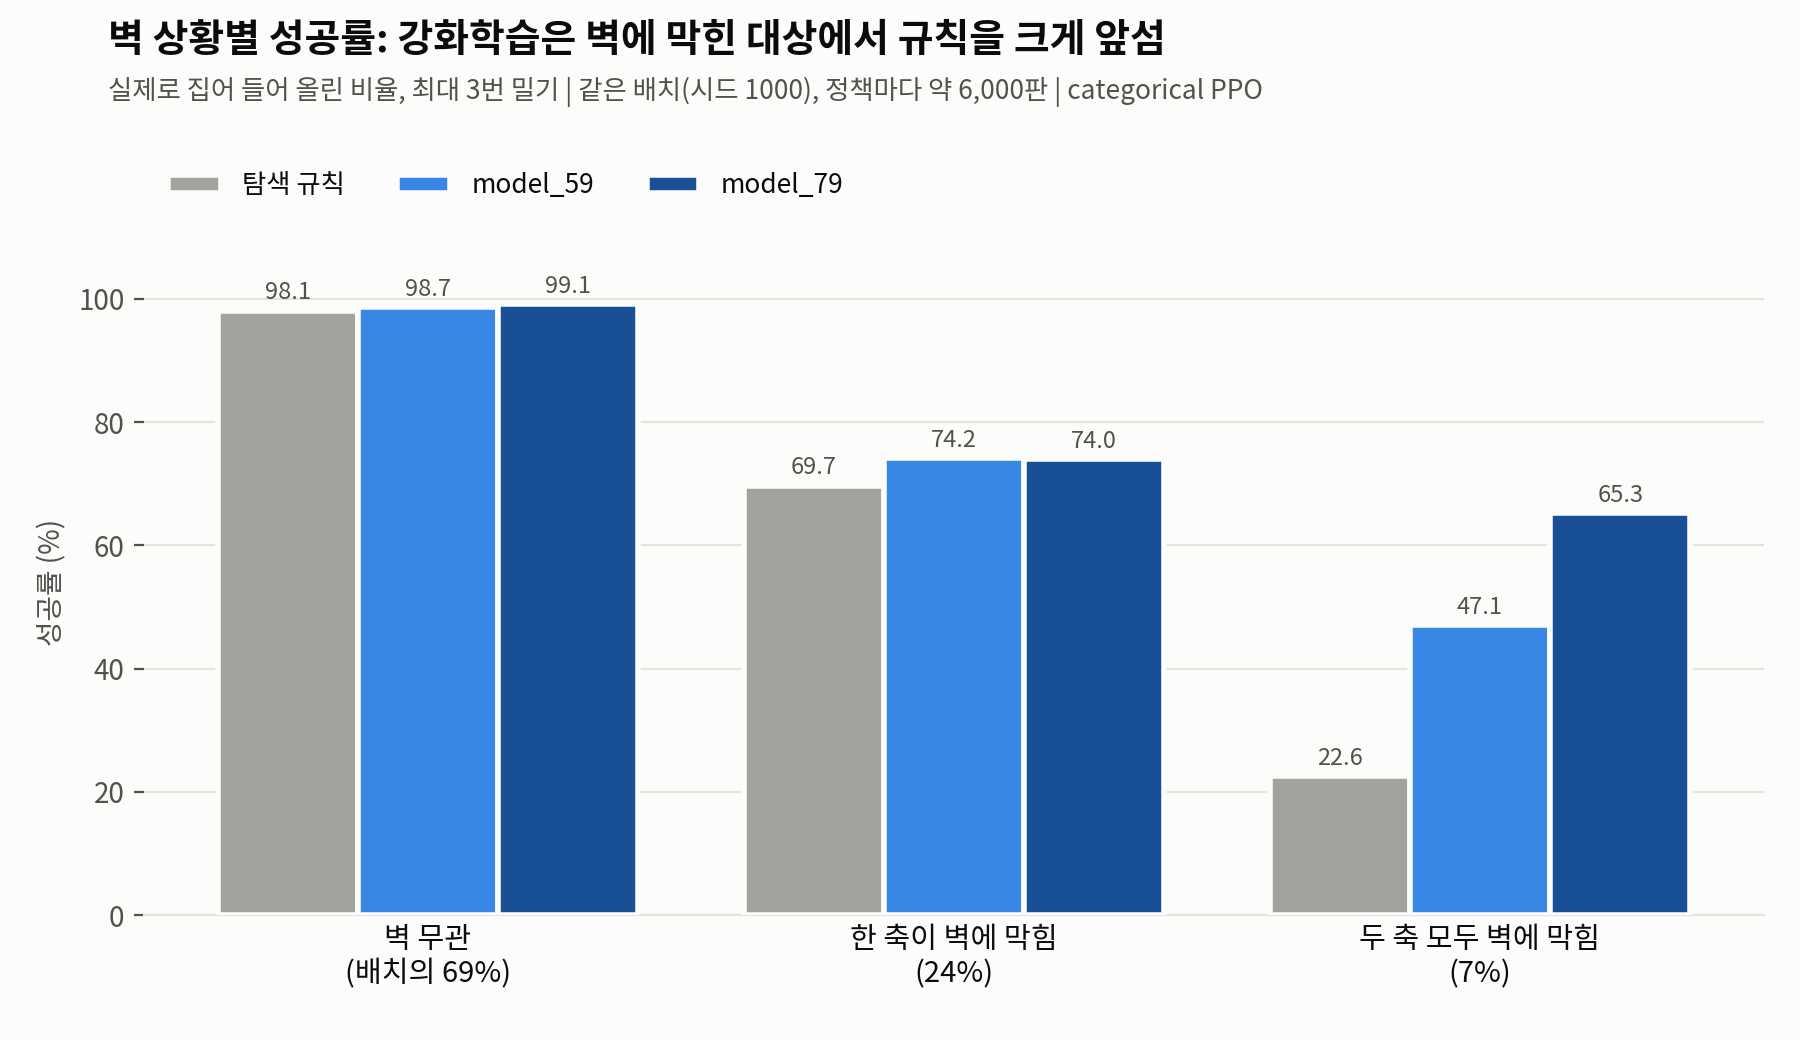 벽 상황별 성공률: 강화학습은 벽에 막힌 대상에서 규칙을 크게 앞섬
실제로 집어 들어 올린 비율, 최대 3번 밀기 | 같은 배치(시드 1000), 정책마다 약 6,000판 | categorical PPO
탐색 규칙 model_59 model_79
성공률 (%)
100
80
60
40
20
0
98.1 98.7 99.1
69.7 74.2 74.0
22.6 47.1 65.3
벽 무관
(배치의 69%)
한 축이 벽에 막힘
(24%)
두 축 모두 벽에 막힘
(7%)